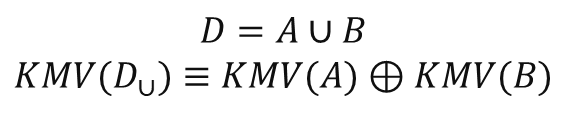 D = A ∪ B
KMV(D∪) ≡ KMV(A) ⊕ KMV(B)